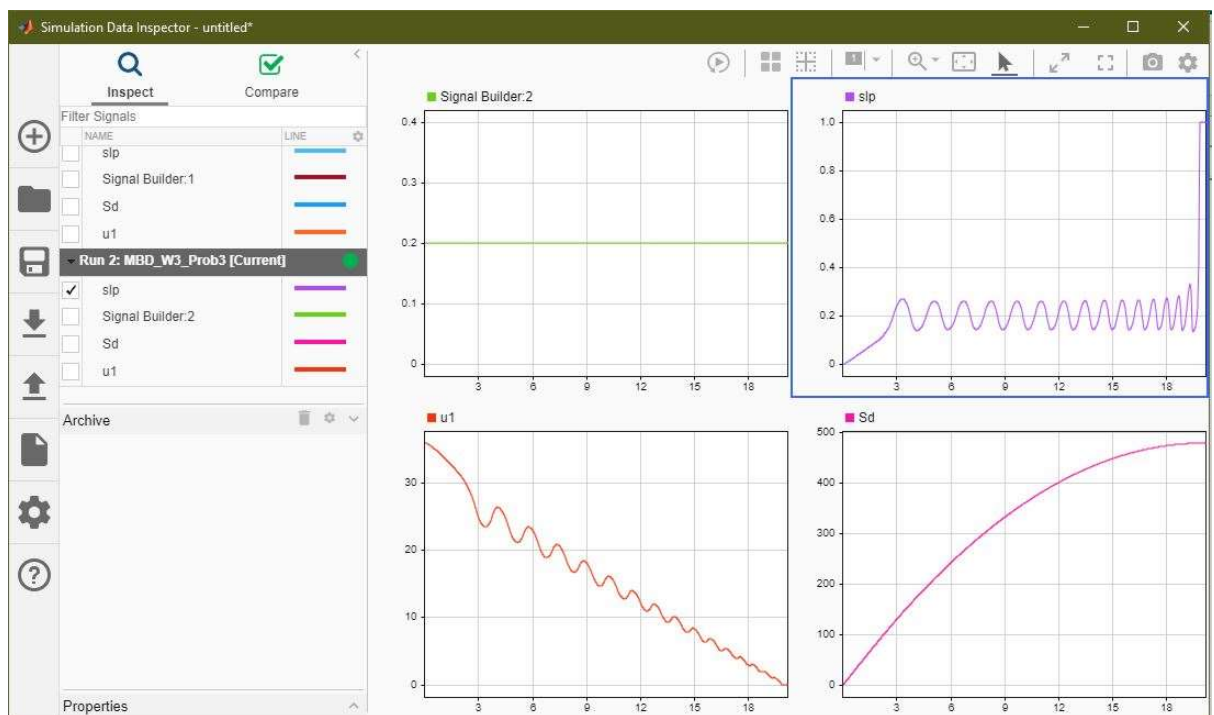 Simulation Data Inspector - untitled*
Inspect
Compare
Filter Signals
NAME LINE
slp
Signal Builder:1
Sd
u1
Run 2: MBD_W3_Prob3 [Current]
slp
Signal Builder:2
Sd
u1
Archive
Properties
Signal Builder:2
0.4
0.3
0.2
0.1
0
3 6 9 12 15 18
slp
1.0
0.8
0.6
0.4
0.2
0
3 6 9 12 15 18
u1
30
20
10
0
3 6 9 12 15 18
Sd
500
400
300
200
100
0
3 6 9 12 15 18